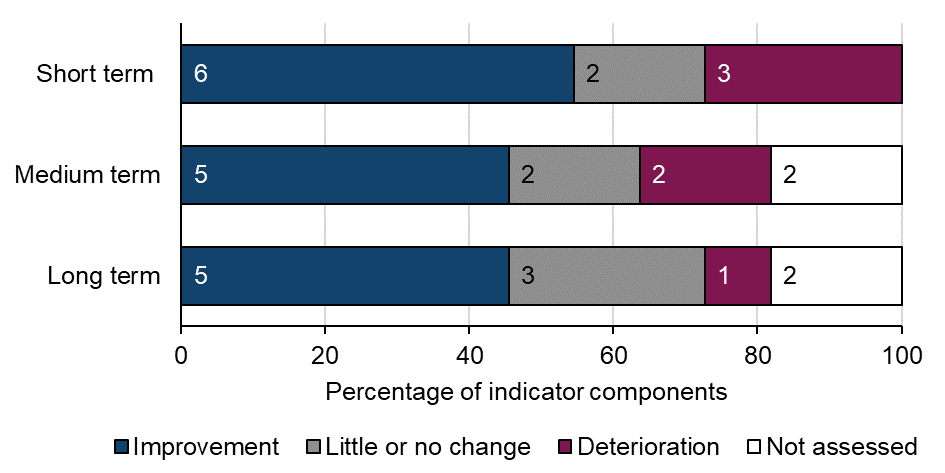 Short term 6 2 3
Medium term 5 2 2 2
Long term 5 3 1 2
0 20 40 60 80 100
Percentage of indicator components
Improvement Little or no change Deterioration Not assessed